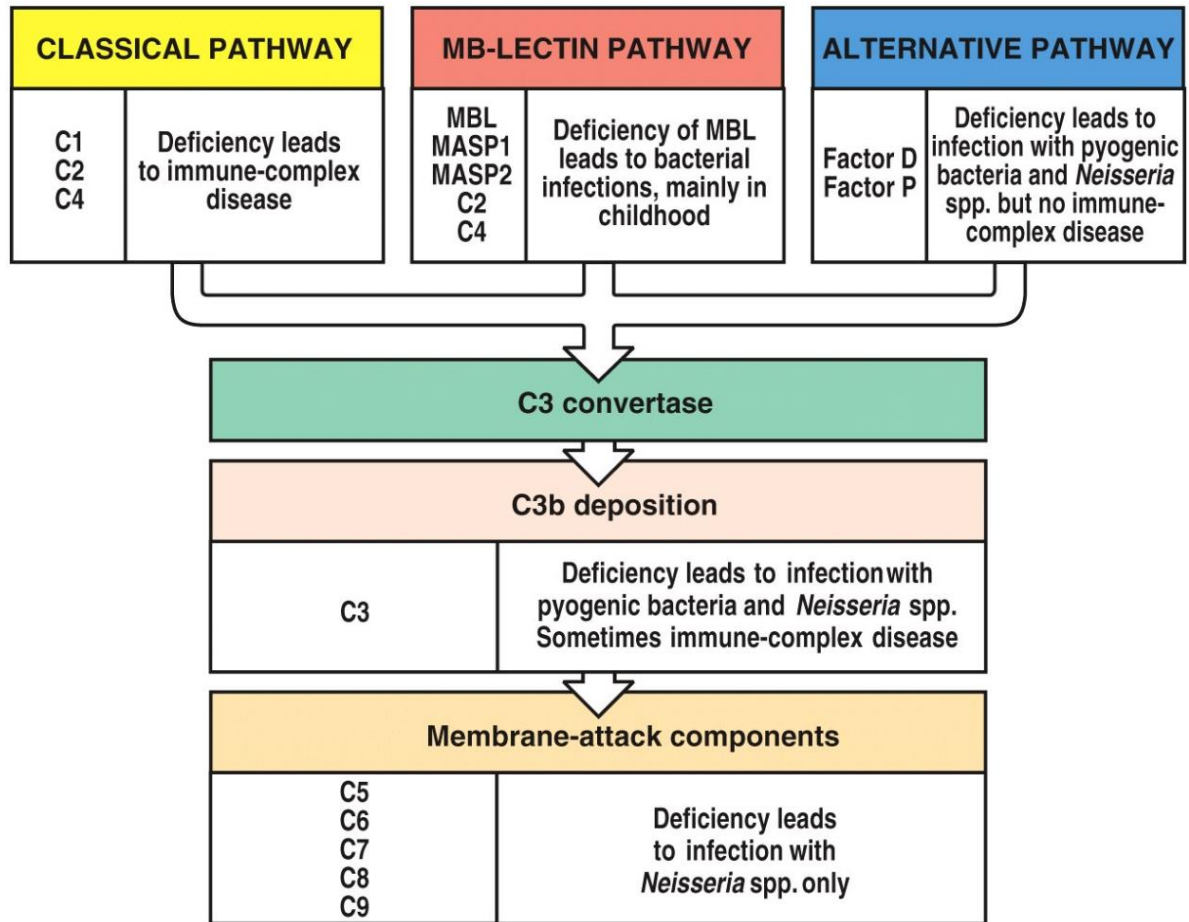 CLASSICAL PATHWAY
C1
C2
C4
Deficiency leads
to immune-complex
disease
MB-LECTIN PATHWAY
MBL
MASP1
MASP2
C2
C4
Deficiency of MBL
leads to bacterial
infections, mainly in
childhood
ALTERNATIVE PATHWAY
Factor D
Factor P
Deficiency leads to
infection with pyogenic
bacteria and Neisseria
spp. but no immune-
complex disease
C3 convertase
C3b deposition
C3
Deficiency leads to infection with
pyogenic bacteria and Neisseria spp.
Sometimes immune-complex disease
Membrane-attack components
C5
C6
C7
C8
C9
Deficiency leads
to infection with
Neisseria spp. only